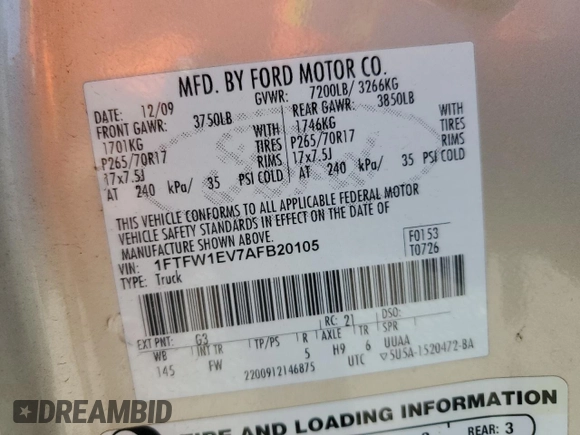 MFD. BY FORD MOTOR CO.
DATE: 12/09 GVWR: 7200LB/ 3266KG
FRONT GAWR: 3750LB REAR GAWR: 3850LB
1701KG WITH 1746KG WITH
P265/70R17 TIRES P265/70R17 TIRES
17x7.5J RIMS 17x7.5J RIMS
AT 240 kPa/ 35 PSI COLD AT 240 kPa/ 35 PSI COLD
THIS VEHICLE CONFORMS TO ALL APPLICABLE FEDERAL MOTOR
VEHICLE SAFETY STANDARDS IN EFFECT ON THE DATE OF
MANUFACTURE SHOWN ABOVE.
VIN: 1FTFW1EV7AFB20105
TYPE: Truck
F0153
T0726
EXT PNT: G3 RC: 21 DSO:
WB INT TR TP/PS R AXLE TR SPR
145 FW 5 H9 6 UUAA
2200912146875 UTC 5U5A-1520472-BA
TIRE AND LOADING INFORMATION
REAR: 3
DREAMBID